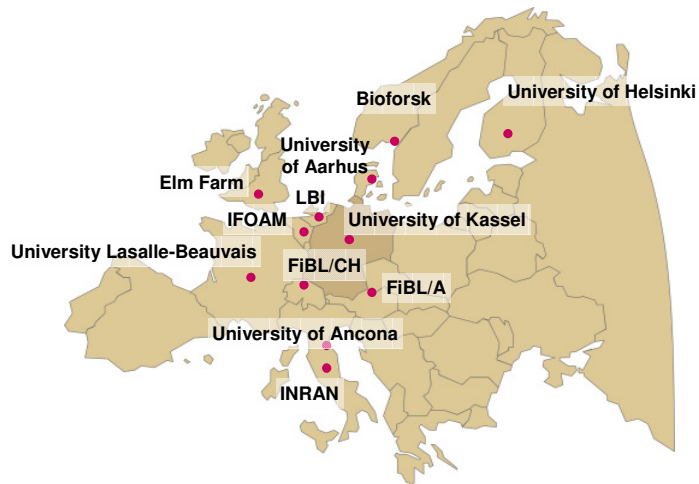 University of Helsinki
Bioforsk
University
of Aarhus
Elm Farm
LBI
IFOAM
University of Kassel
University Lasalle-Beauvais
FiBL/CH
FiBL/A
University of Ancona
INRAN